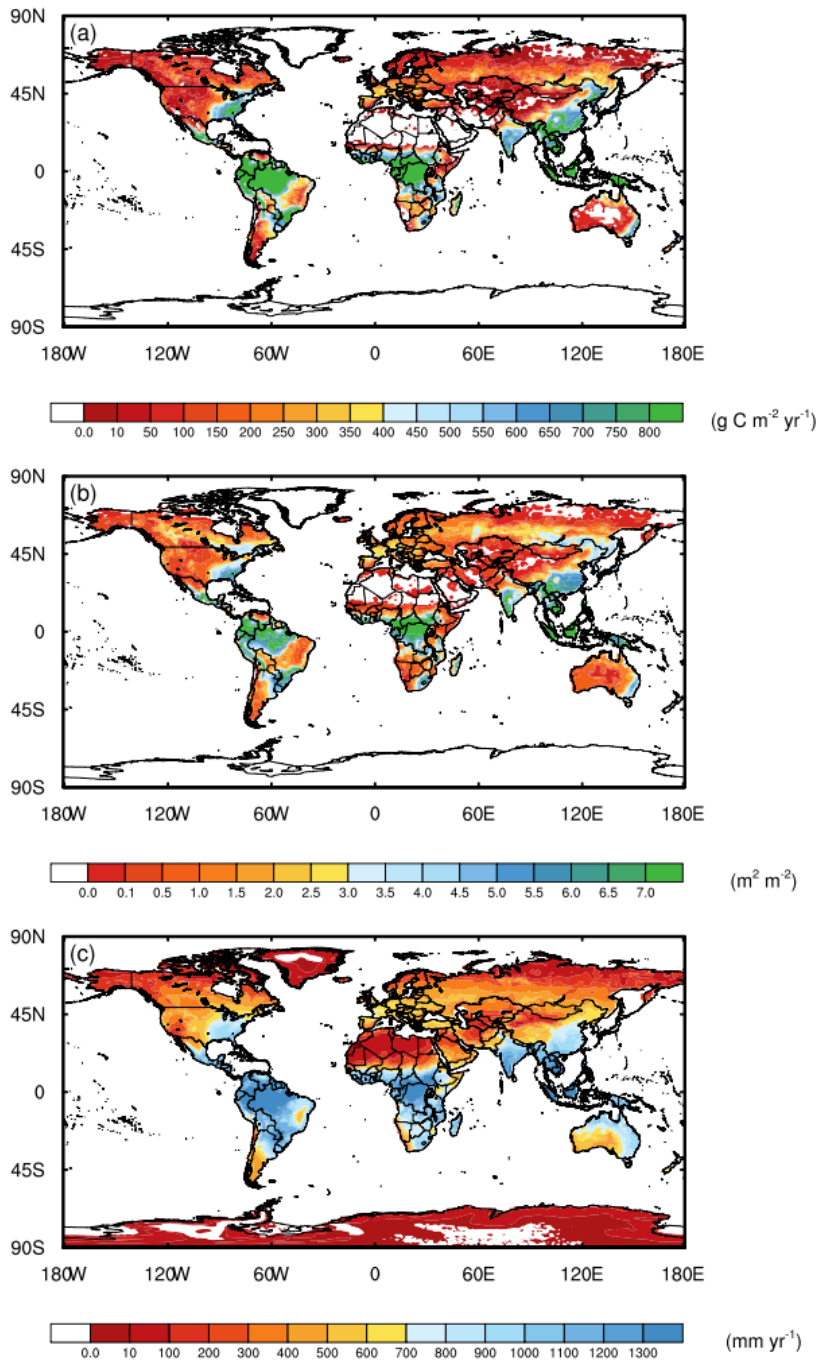 (a)
90N
45N
0
45S
90S
180W 120W 60W 0 60E 120E 180E
0.0 10 50 100 150 200 250 300 350 400 450 500 550 600 650 700 750 800
(g C m⁻² yr⁻¹)
(b)
90N
45N
0
45S
90S
180W 120W 60W 0 60E 120E 180E
0.0 0.1 0.5 1.0 1.5 2.0 2.5 3.0 3.5 4.0 4.5 5.0 5.5 6.0 6.5 7.0
(m² m⁻²)
(c)
90N
45N
0
45S
90S
180W 120W 60W 0 60E 120E 180E
0.0 10 100 200 300 400 500 600 700 800 900 1000 1100 1200 1300
(mm yr⁻¹)